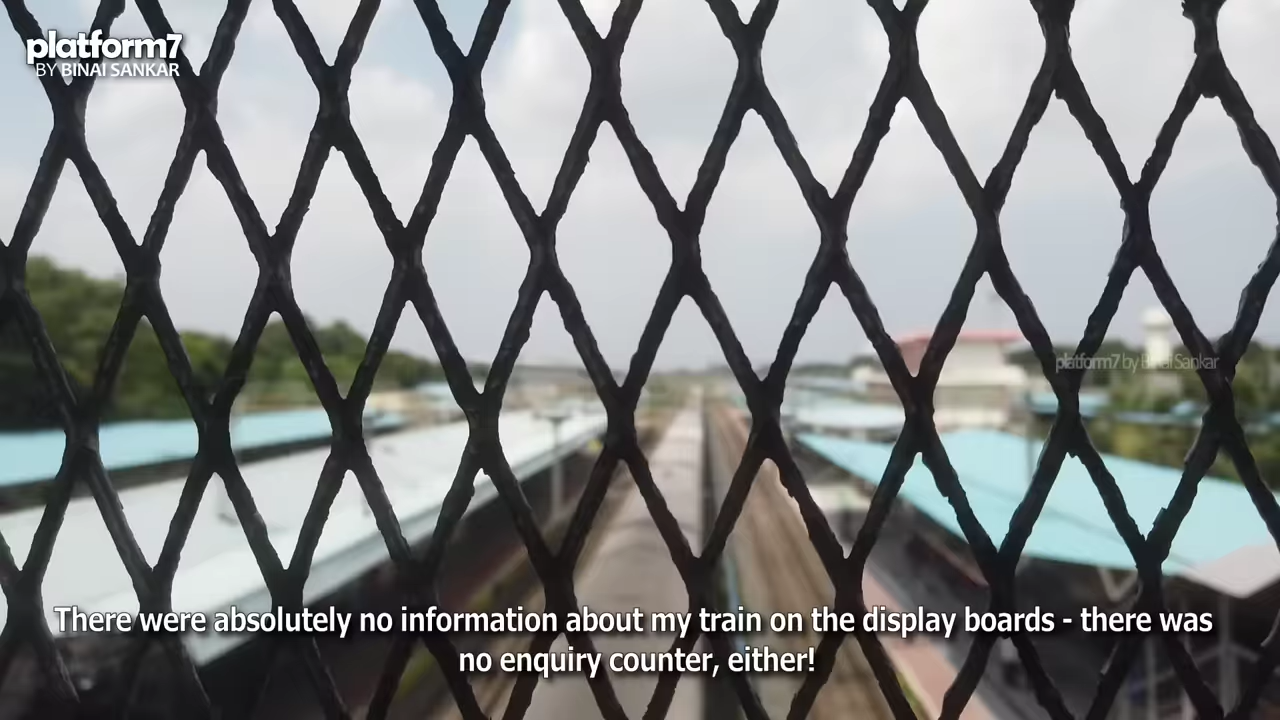 platform7
BY BINAI SANKAR
platform7 by Binai Sankar
There were absolutely no information about my train on the display boards - there was
no enquiry counter, either!